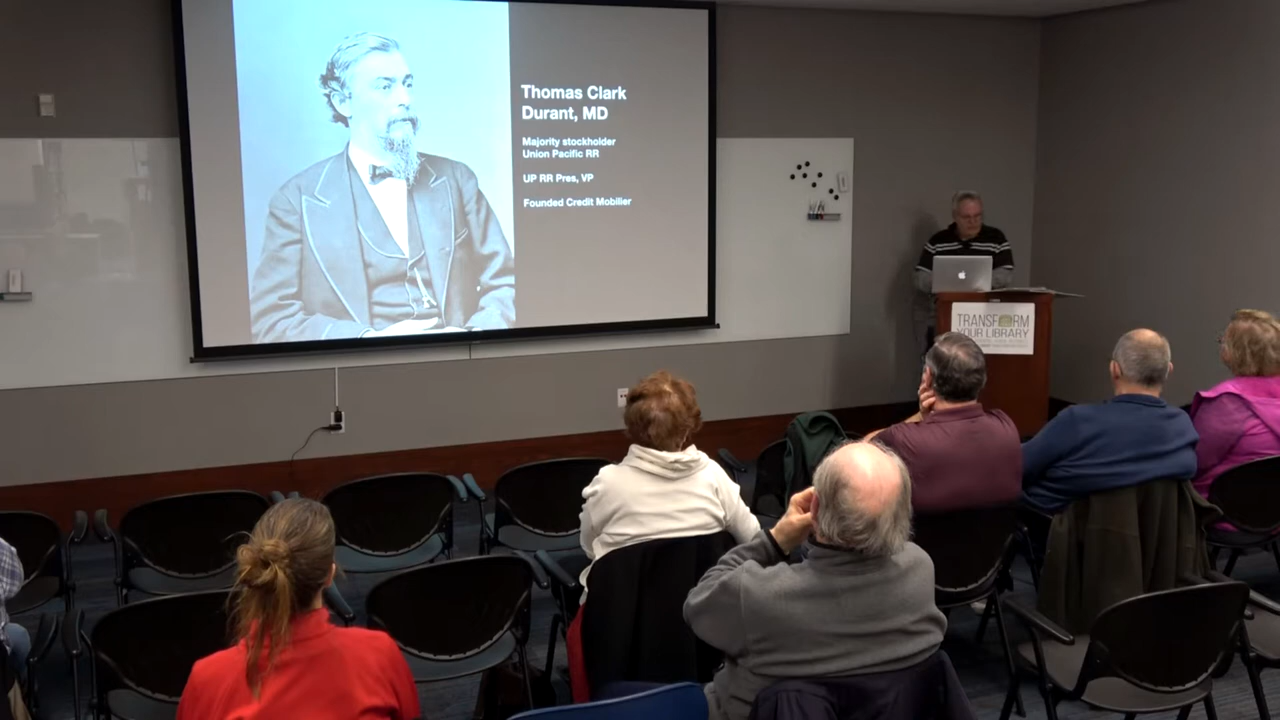 Thomas Clark
Durant, MD
Majority stockholder
Union Pacific RR
UP RR Pres, VP
Founded Credit Mobilier
TRANSFORM
YOUR LIBRARY